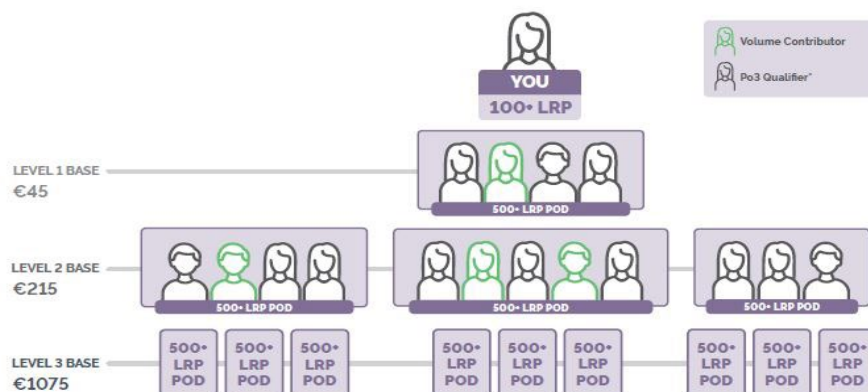 Volume Contributor
Po3 Qualifier*
YOU
100+ LRP
LEVEL 1 BASE
€45
500+ LRP POD
LEVEL 2 BASE
€215
500+ LRP POD
500+ LRP POD
500+ LRP POD
LEVEL 3 BASE
€1075
500+
LRP
POD
500+
LRP
POD
500+
LRP
POD
500+
LRP
POD
500+
LRP
POD
500+
LRP
POD
500+
LRP
POD
500+
LRP
POD
500+
LRP
POD